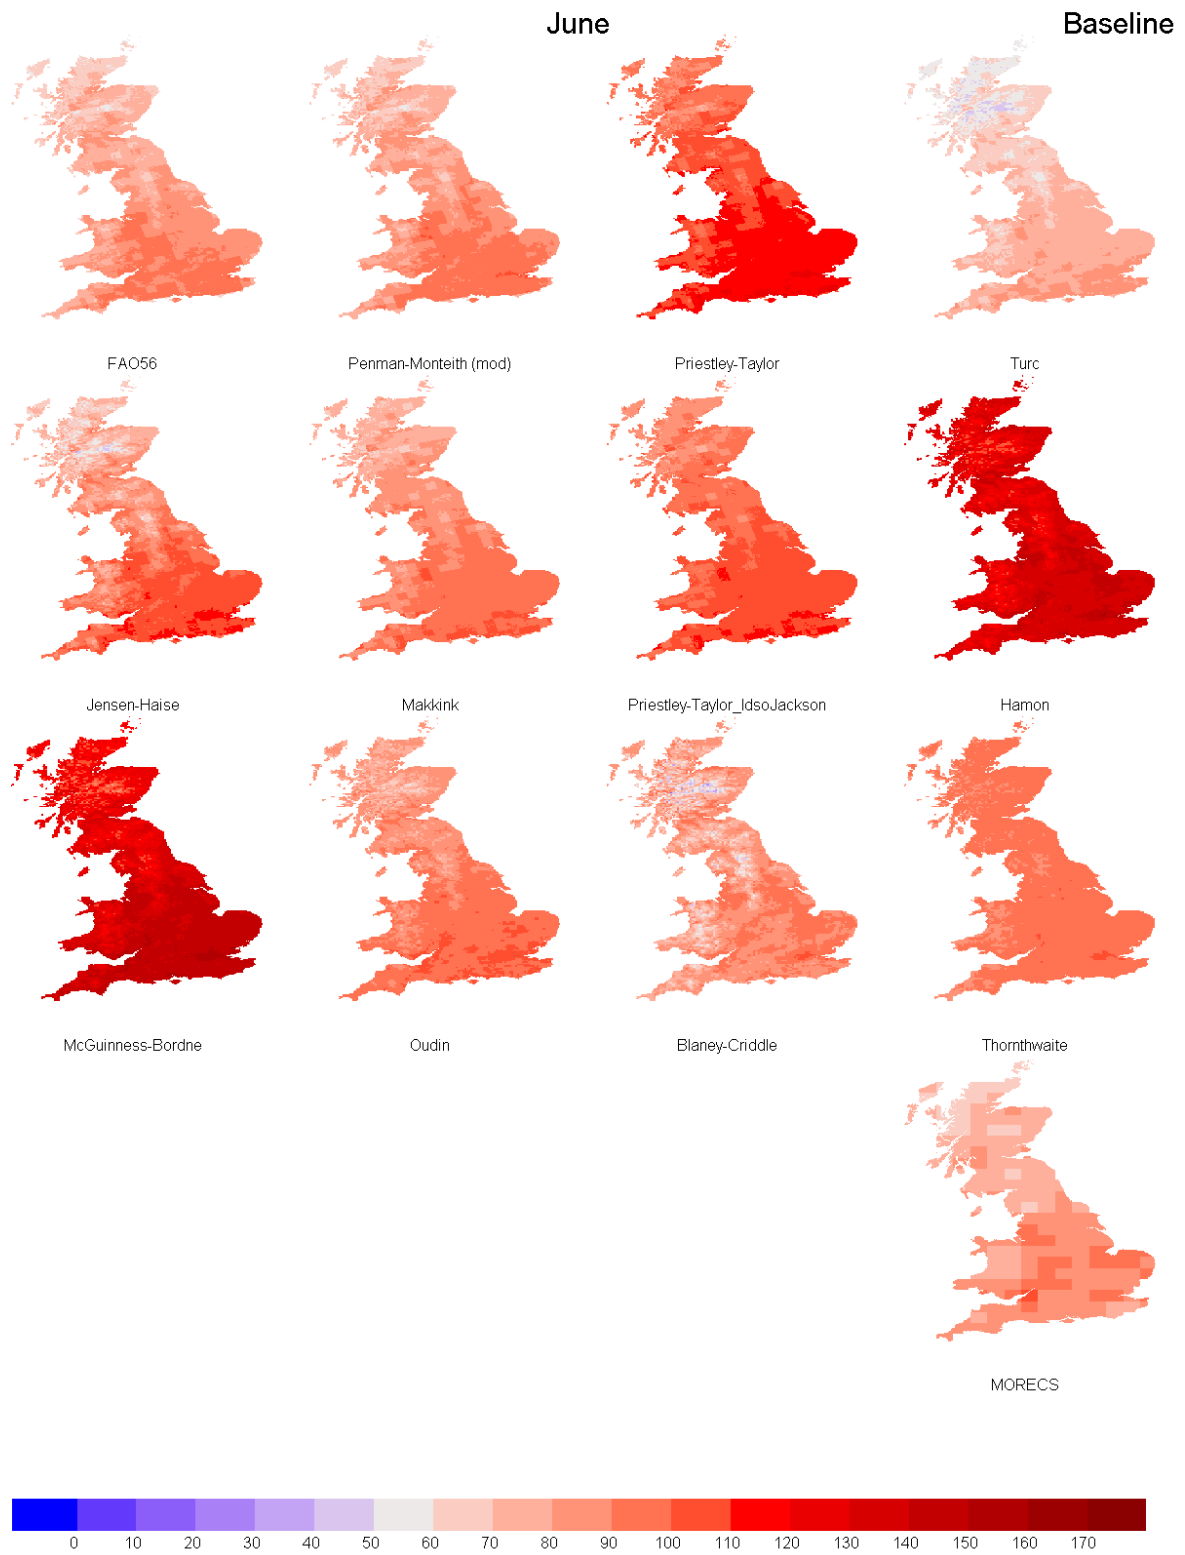 June
Baseline
FAO56
Penman-Monteith (mod)
Priestley-Taylor
Turc
Jensen-Haise
Makkink
Priestley-Taylor_IdsoJackson
Hamon
McGuinness-Bordne
Oudin
Blaney-Criddle
Thornthwaite
MORECS
0 10 20 30 40 50 60 70 80 90 100 110 120 130 140 150 160 170